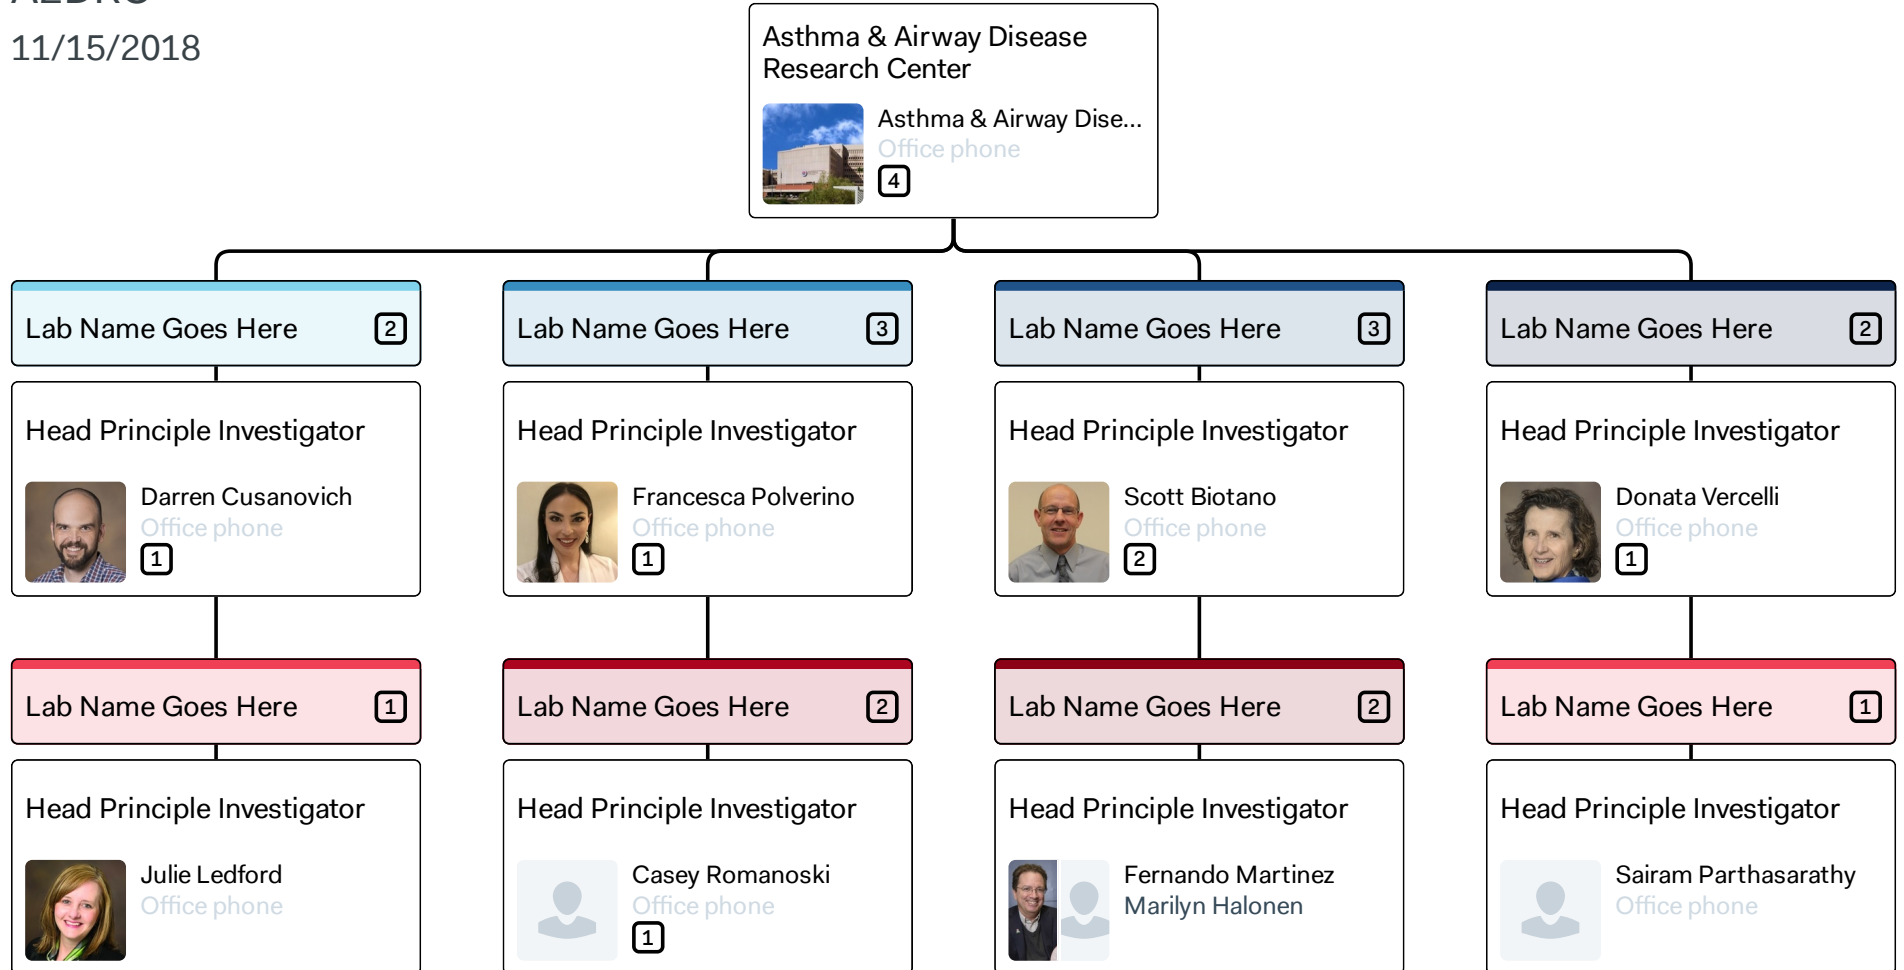 11/15/2018
Asthma & Airway Disease
Research Center
Asthma & Airway Dise...
Office phone
4
Lab Name Goes Here 2
Lab Name Goes Here 3
Lab Name Goes Here 3
Lab Name Goes Here 2
Head Principle Investigator
Darren Cusanovich
Office phone
1
Head Principle Investigator
Francesca Polverino
Office phone
1
Head Principle Investigator
Scott Biotano
Office phone
2
Head Principle Investigator
Donata Vercelli
Office phone
1
Lab Name Goes Here 1
Lab Name Goes Here 2
Lab Name Goes Here 2
Lab Name Goes Here 1
Head Principle Investigator
Julie Ledford
Office phone
Head Principle Investigator
Casey Romanoski
Office phone
1
Head Principle Investigator
Fernando Martinez
Marilyn Halonen
Head Principle Investigator
Sairam Parthasarathy
Office phone